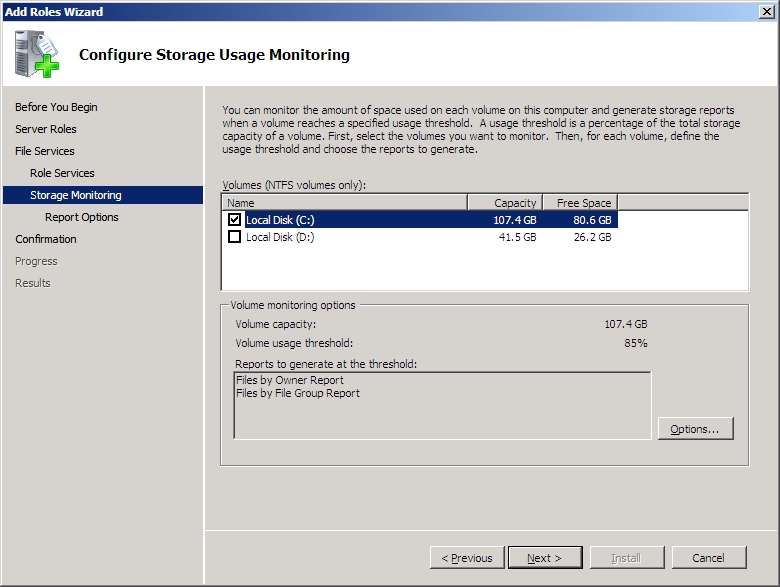 Add Roles Wizard
Configure Storage Usage Monitoring
Before You Begin
Server Roles
File Services
Role Services
Storage Monitoring
Report Options
Confirmation
Progress
Results
You can monitor the amount of space used on each volume on this computer and generate storage reports
when a volume reaches a specified usage threshold.  A usage threshold is a percentage of the total storage
capacity of a volume. First, select the volumes you want to monitor.  Then, for each volume, define the
usage threshold and choose the reports to generate.
Volumes (NTFS volumes only):
Name Capacity Free Space
Local Disk (C:) 107.4 GB 80.6 GB
Local Disk (D:) 41.5 GB 26.2 GB
Volume monitoring options
Volume capacity: 107.4 GB
Volume usage threshold: 85%
Reports to generate at the threshold:
Files by Owner Report
Files by File Group Report
Options...
< Previous Next > Install Cancel